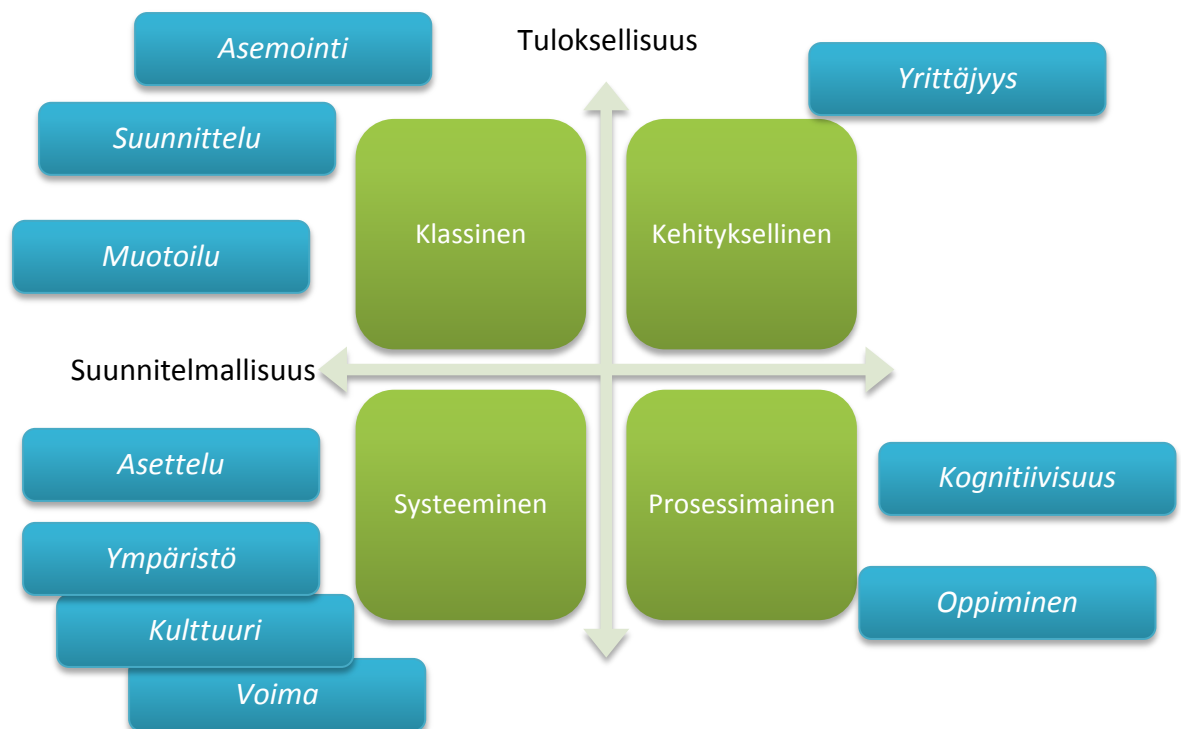 Asemointi
Tuloksellisuus
Yrittäjyys
Suunnittelu
Klassinen
Kehityksellinen
Muotoilu
Suunnitelmallisuus
Asettelu
Systeeminen
Prosessimainen
Kognitiivisuus
Ympäristö
Oppiminen
Kulttuuri
Voima